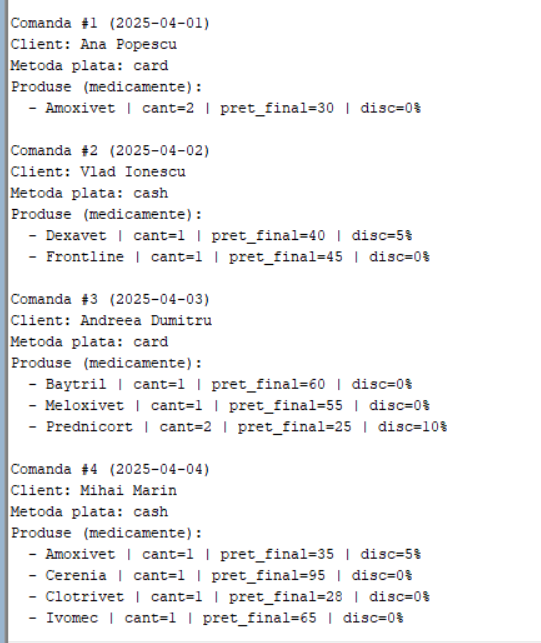 Comanda #1 (2025-04-01)
Client: Ana Popescu
Metoda plata: card
Produse (medicamente):
- Amoxivet | cant=2 | pret_final=30 | disc=0%
Comanda #2 (2025-04-02)
Client: Vlad Ionescu
Metoda plata: cash
Produse (medicamente):
- Dexavet | cant=1 | pret_final=40 | disc=5%
- Frontline | cant=1 | pret_final=45 | disc=0%
Comanda #3 (2025-04-03)
Client: Andreea Dumitru
Metoda plata: card
Produse (medicamente):
- Baytril | cant=1 | pret_final=60 | disc=0%
- Meloxivet | cant=1 | pret_final=55 | disc=0%
- Prednicort | cant=2 | pret_final=25 | disc=10%
Comanda #4 (2025-04-04)
Client: Mihai Marin
Metoda plata: cash
Produse (medicamente):
- Amoxivet | cant=1 | pret_final=35 | disc=5%
- Cerenia | cant=1 | pret_final=95 | disc=0%
- Clotrivet | cant=1 | pret_final=28 | disc=0%
- Ivomec | cant=1 | pret_final=65 | disc=0%